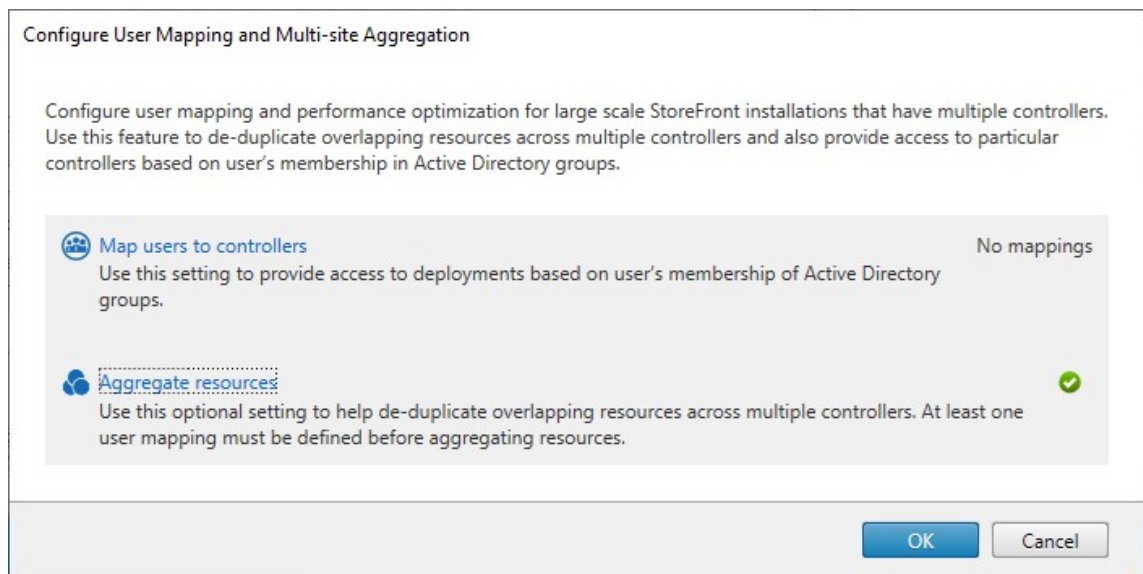 Configure User Mapping and Multi-site Aggregation
Configure user mapping and performance optimization for large scale StoreFront installations that have multiple controllers.
Use this feature to de-duplicate overlapping resources across multiple controllers and also provide access to particular
controllers based on user's membership in Active Directory groups.
Map users to controllers No mappings
Use this setting to provide access to deployments based on user's membership of Active Directory
groups.
Aggregate resources
Use this optional setting to help de-duplicate overlapping resources across multiple controllers. At least one
user mapping must be defined before aggregating resources.
OK Cancel